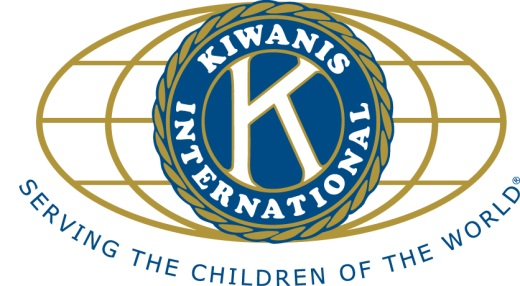 KIWANIS
K
INTERNATIONAL
SERVING THE CHILDREN OF THE WORLD®